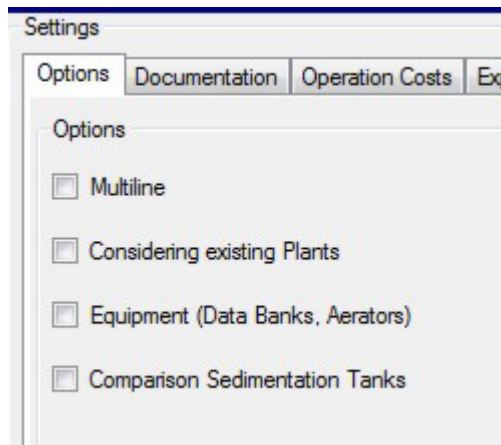 Settings
Options Documentation Operation Costs
Options
Multiline
Considering existing Plants
Equipment (Data Banks, Aerators)
Comparison Sedimentation Tanks